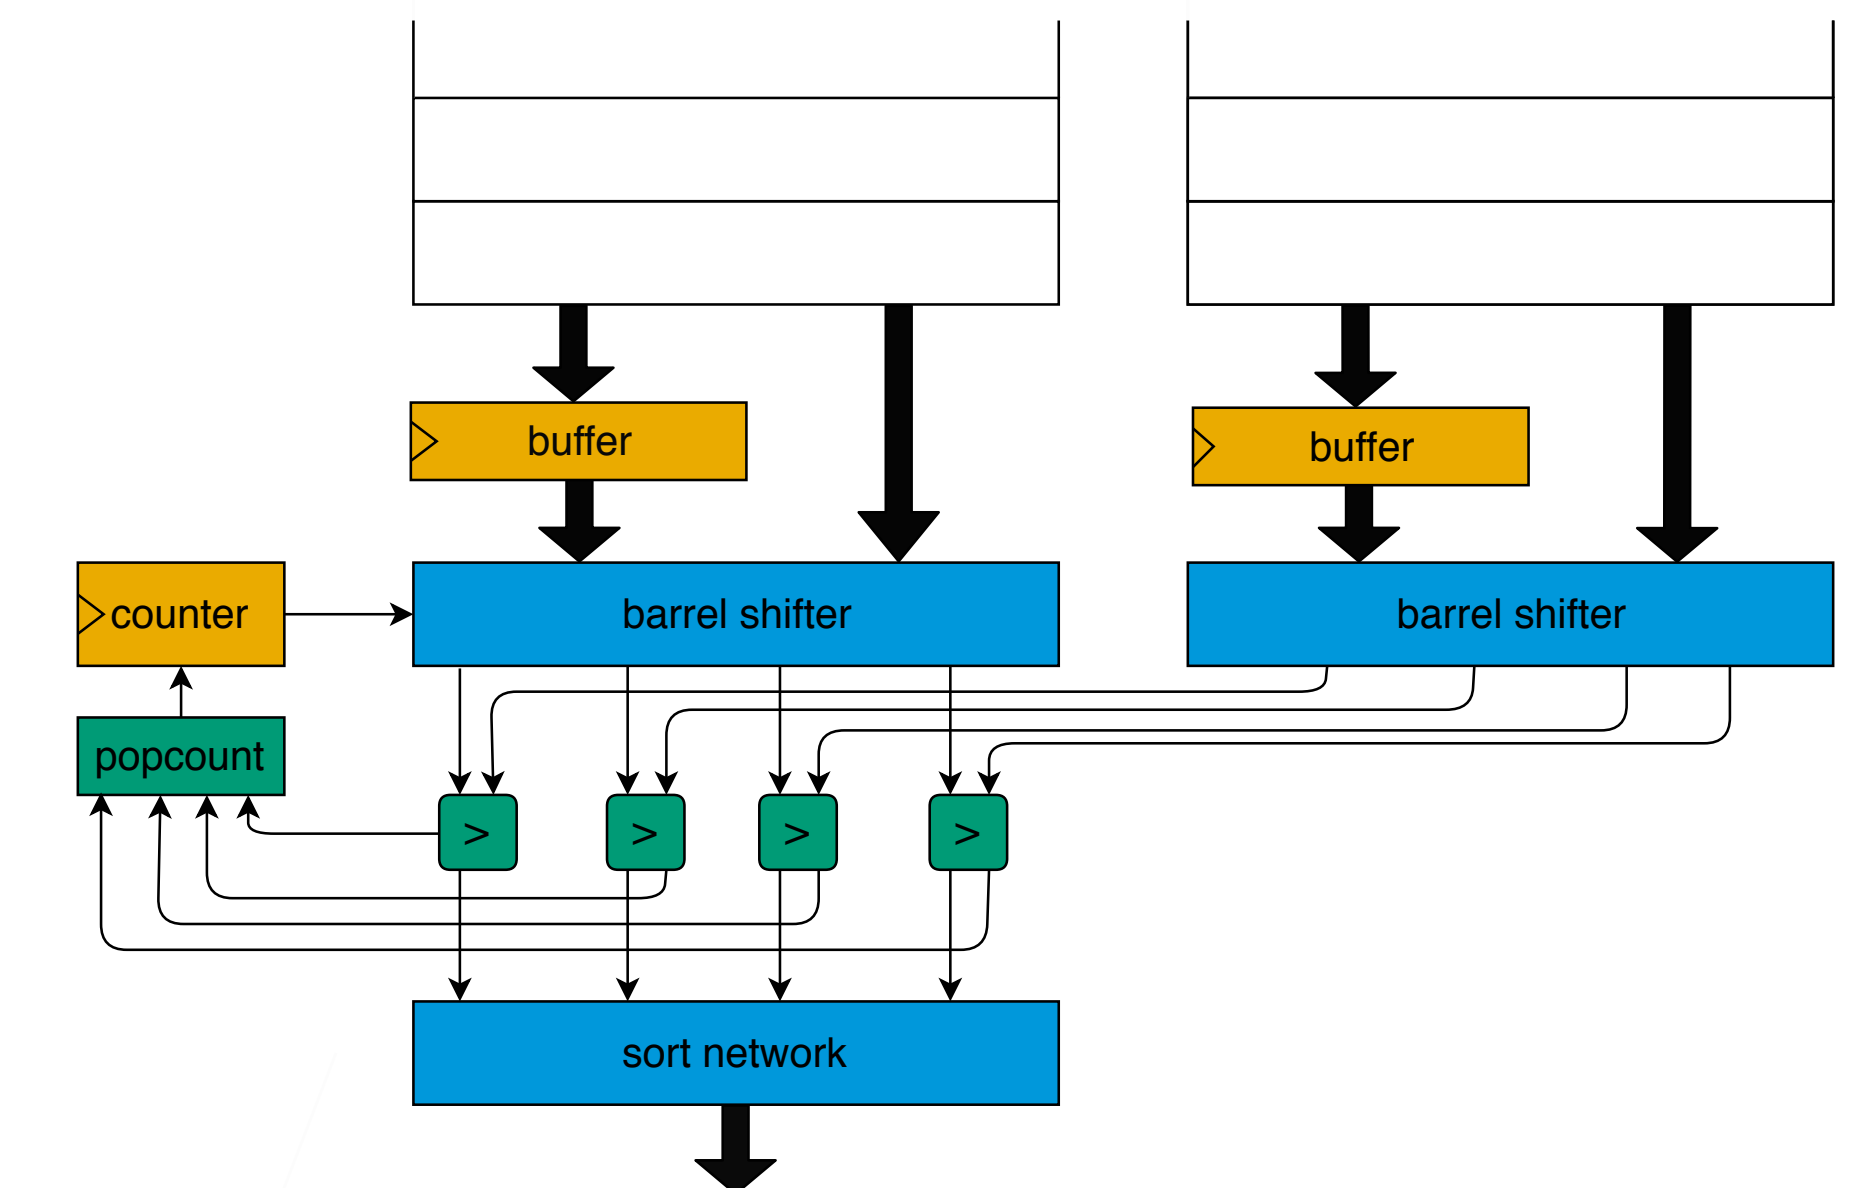 buffer
buffer
counter
barrel shifter
barrel shifter
popcount
>
>
>
>
sort network